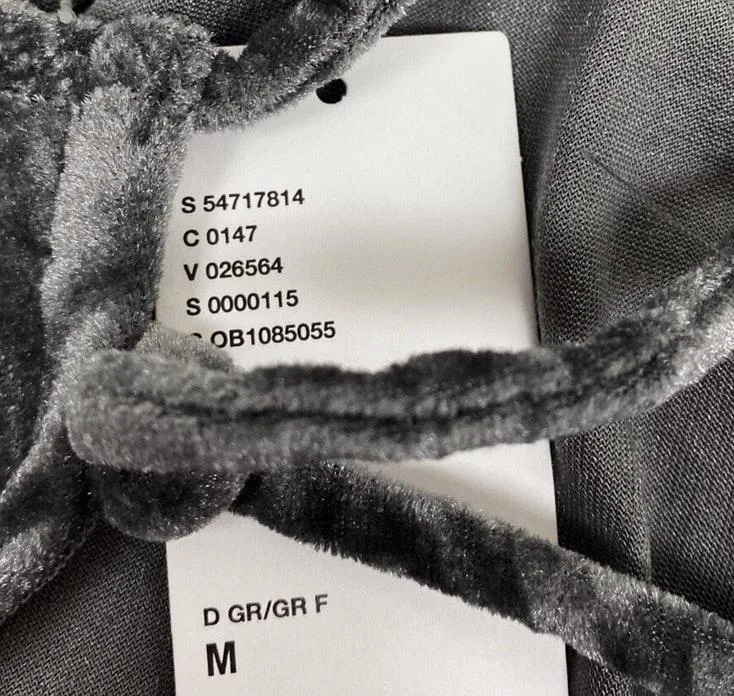 S 54717814
C 0147
V 026564
S 0000115
OB1085055
D GR/GR F
M